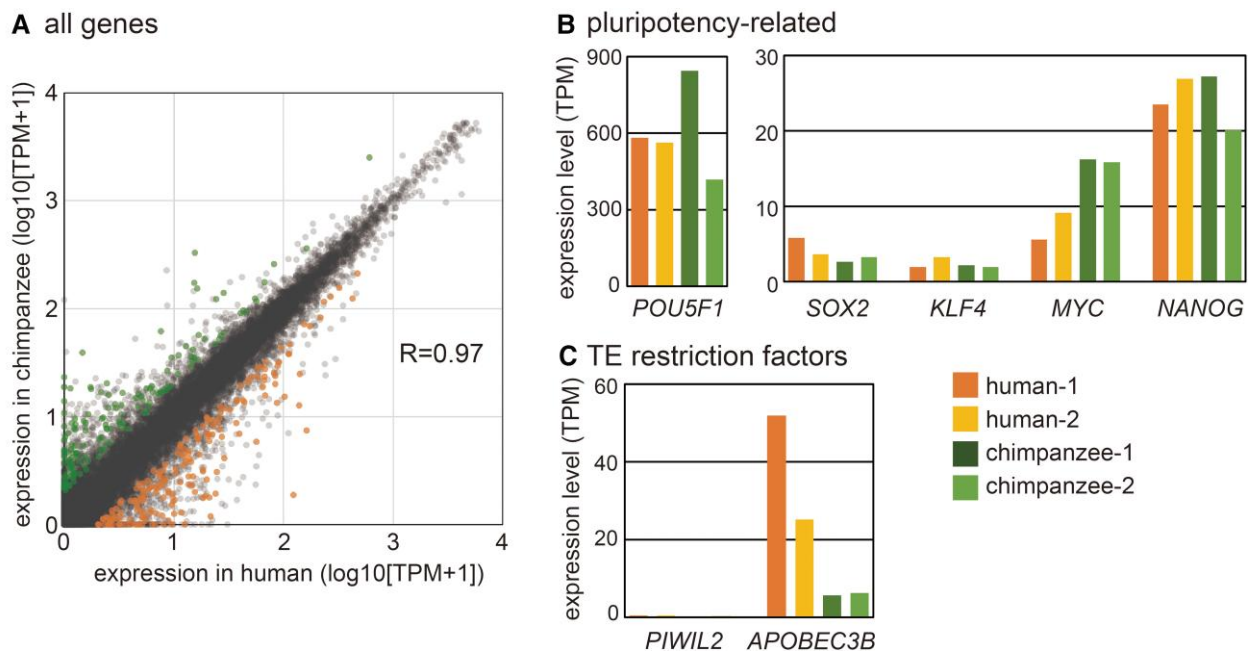 A all genes
expression in chimpanzee (log10[TPM+1])
4
3
2
1
0
R=0.97
0 1 2 3 4
expression in human (log10[TPM+1])
B pluripotency-related
expression level (TPM)
900
600
300
0
POU5F1
30
20
10
0
SOX2 KLF4 MYC NANOG
C TE restriction factors
expression level (TPM)
60
40
20
0
PIWIL2 APOBEC3B
human-1
human-2
chimpanzee-1
chimpanzee-2